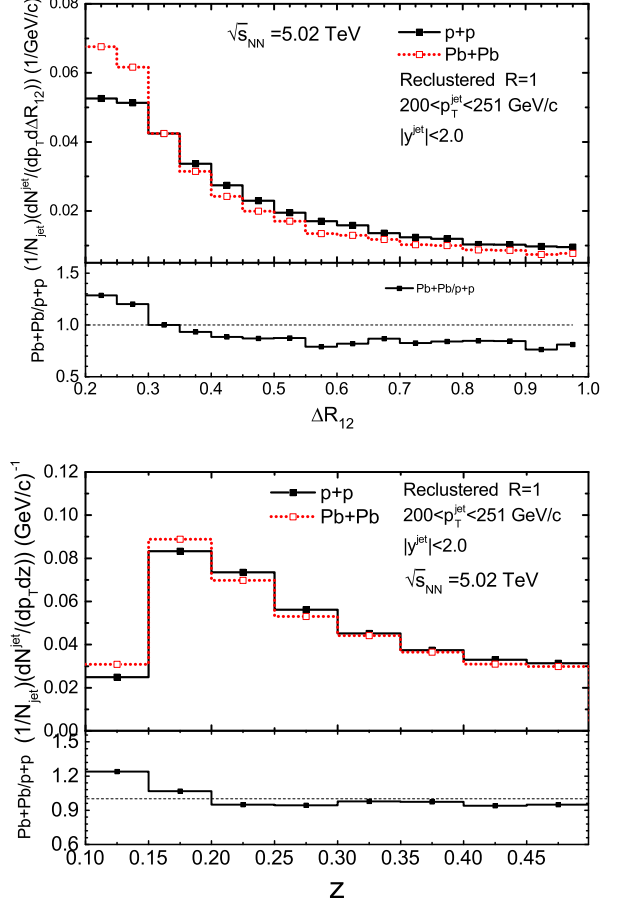 (1/N_jet)(dN^jet/(dp_T dΔR_12)) (1/GeV/c)
0.08
0.06
0.04
0.02
√s_NN =5.02 TeV
p+p
Pb+Pb
Reclustered R=1
200<p_T^jet<251 GeV/c
|y^jet|<2.0
Pb+Pb/p+p
1.5
1.0
0.5
Pb+Pb/p+p
0.2 0.3 0.4 0.5 0.6 0.7 0.8 0.9 1.0
ΔR_12
(1/N_jet)(dN^jet/(dp_T dz)) (GeV/c)^-1
0.12
0.10
0.08
0.06
0.04
0.02
0.00
p+p
Pb+Pb
Reclustered R=1
200<p_T^jet<251 GeV/c
|y^jet|<2.0
√s_NN =5.02 TeV
Pb+Pb/p+p
1.5
1.2
0.9
0.6
0.10 0.15 0.20 0.25 0.30 0.35 0.40 0.45
z